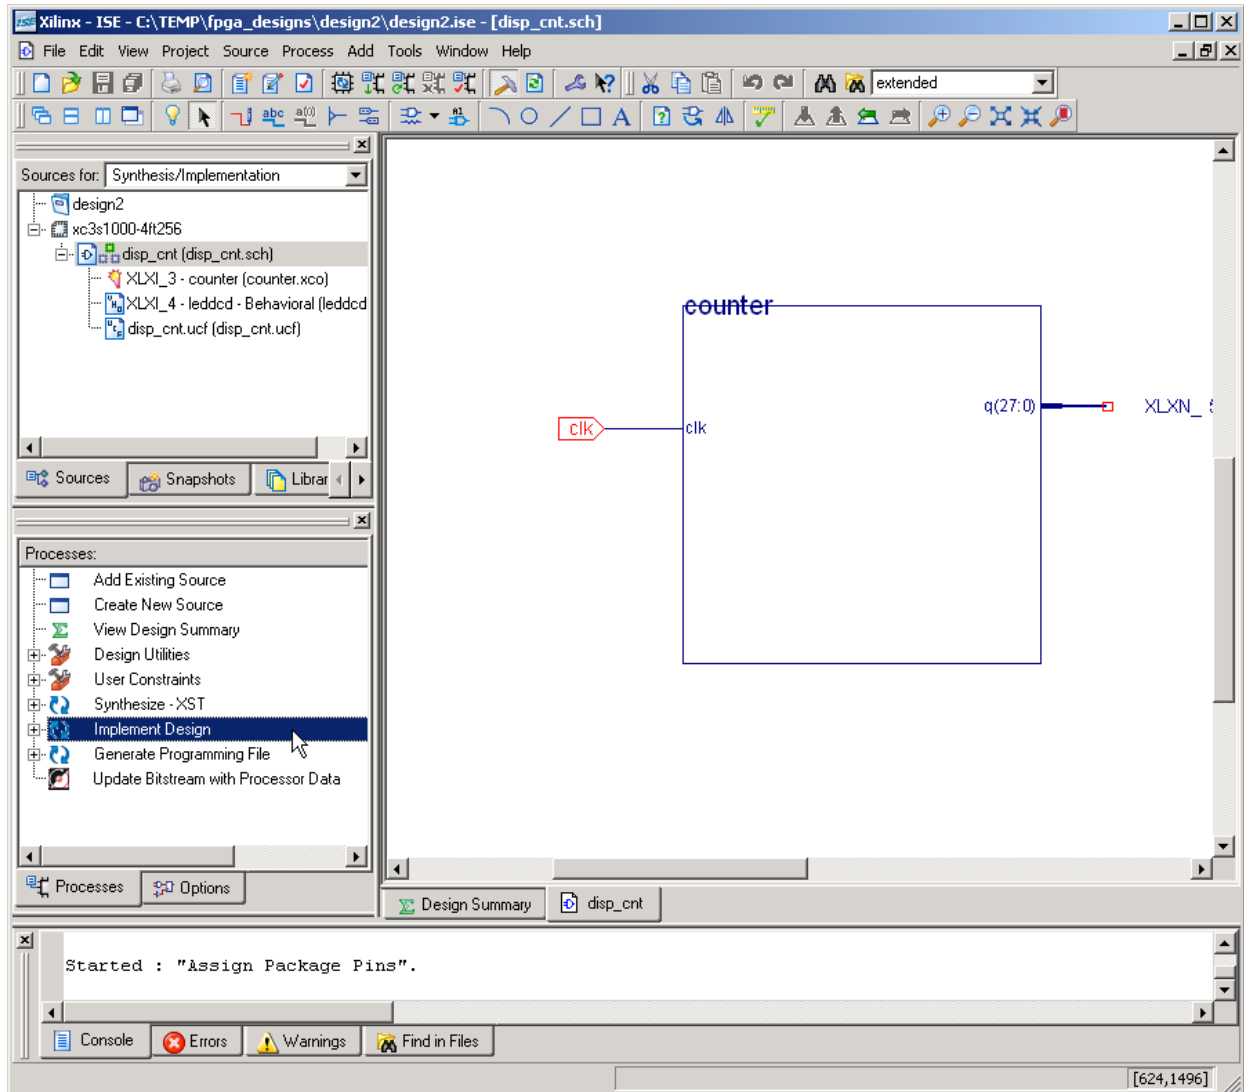 Xilinx - ISE - C:\TEMP\fpga_designs\design2\design2.ise - [disp_cnt.sch]
File Edit View Project Source Process Add Tools Window Help
extended
Sources for: Synthesis/Implementation
design2
xc3s1000-4ft256
disp_cnt (disp_cnt.sch)
XLXI_3 - counter (counter.xco)
XLXI_4 - leddcd - Behavioral (leddcd
disp_cnt.ucf (disp_cnt.ucf)
Sources Snapshots Librar
Processes:
Add Existing Source
Create New Source
View Design Summary
Design Utilities
User Constraints
Synthesize - XST
Implement Design
Generate Programming File
Update Bitstream with Processor Data
Processes Options
counter
q(27:0)
XLXN_
clk
clk
Design Summary disp_cnt
Started : "Assign Package Pins".
Console Errors Warnings Find in Files
[624,1496]